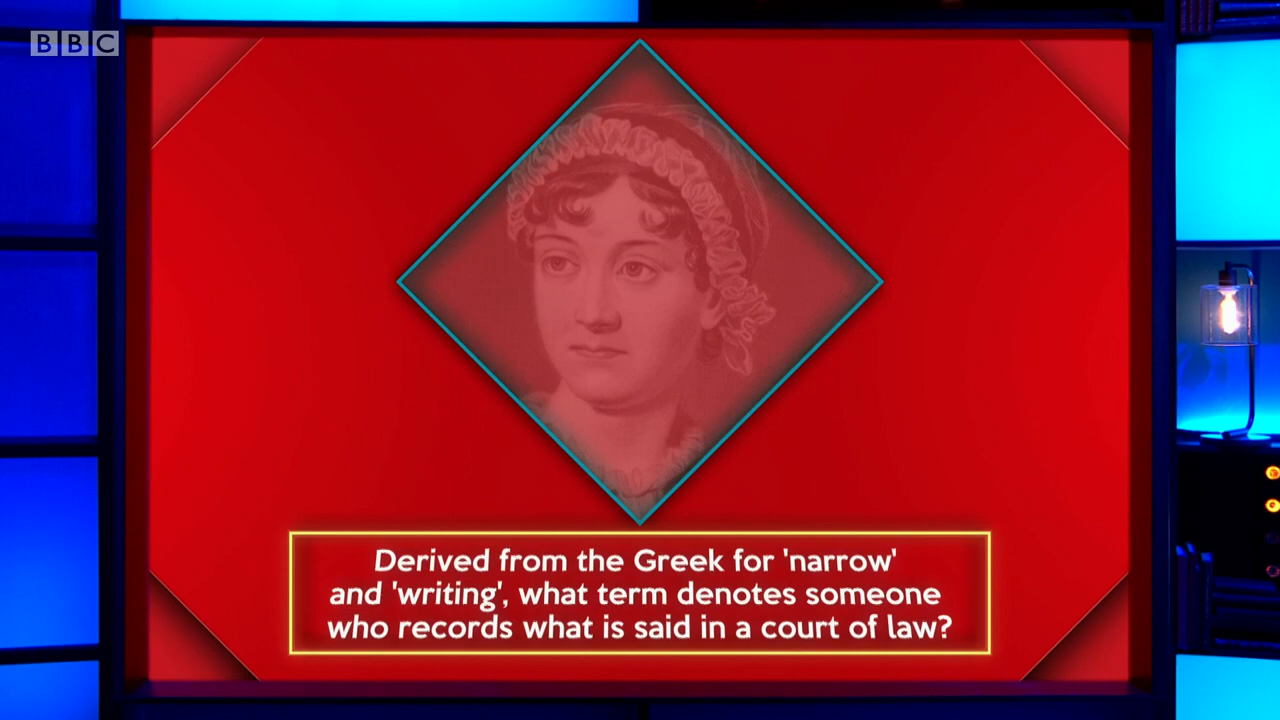 BBC
Derived from the Greek for 'narrow'
and 'writing', what term denotes someone
who records what is said in a court of law?